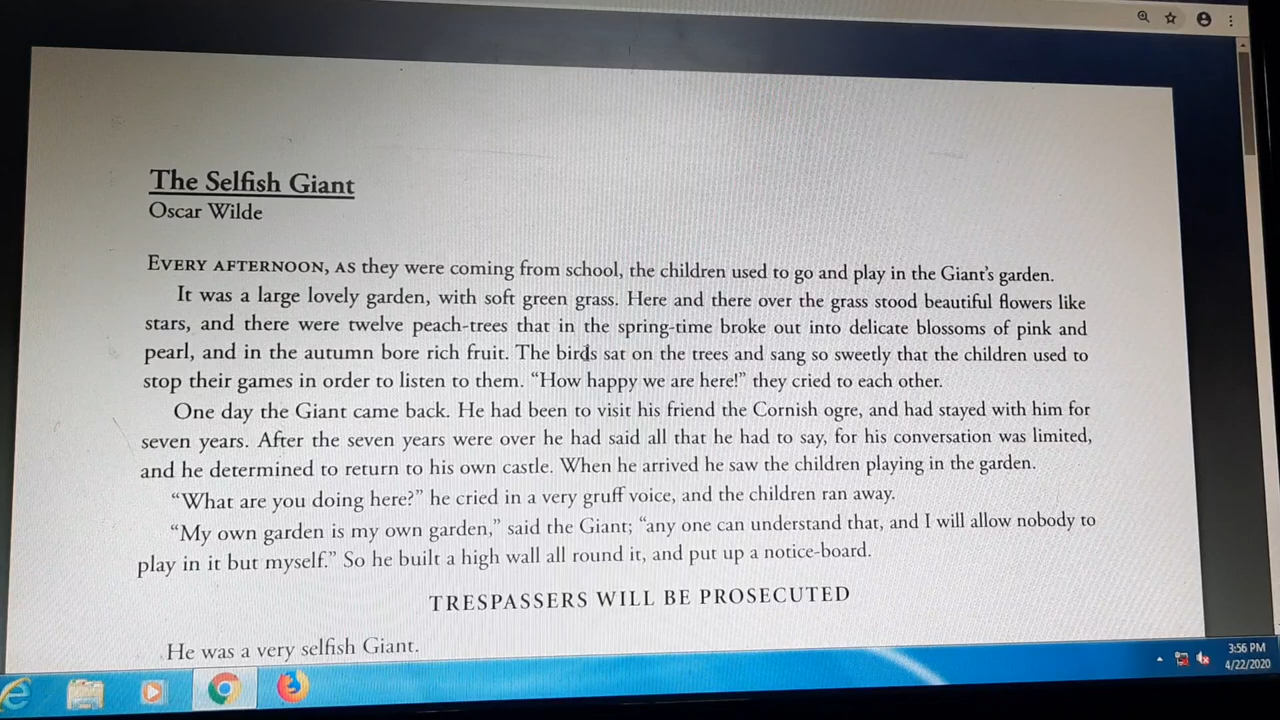 The Selfish Giant
Oscar Wilde
EVERY AFTERNOON, AS they were coming from school, the children used to go and play in the Giant's garden.
It was a large lovely garden, with soft green grass. Here and there over the grass stood beautiful flowers like
stars, and there were twelve peach-trees that in the spring-time broke out into delicate blossoms of pink and
pearl, and in the autumn bore rich fruit. The birds sat on the trees and sang so sweetly that the children used to
stop their games in order to listen to them. “How happy we are here!” they cried to each other.
One day the Giant came back. He had been to visit his friend the Cornish ogre, and had stayed with him for
seven years. After the seven years were over he had said all that he had to say, for his conversation was limited,
and he determined to return to his own castle. When he arrived he saw the children playing in the garden.
“What are you doing here?” he cried in a very gruff voice, and the children ran away.
“My own garden is my own garden,” said the Giant; “any one can understand that, and I will allow nobody to
play in it but myself.” So he built a high wall all round it, and put up a notice-board.
TRESPASSERS WILL BE PROSECUTED
He was a very selfish Giant.
3:56 PM
4/22/2020